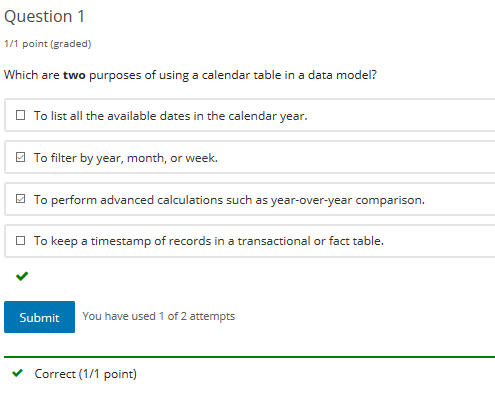 Question 1
1/1 point (graded)
Which are two purposes of using a calendar table in a data model?
To list all the available dates in the calendar year.
To filter by year, month, or week.
To perform advanced calculations such as year-over-year comparison.
To keep a timestamp of records in a transactional or fact table.
Submit You have used 1 of 2 attempts
Correct (1/1 point)